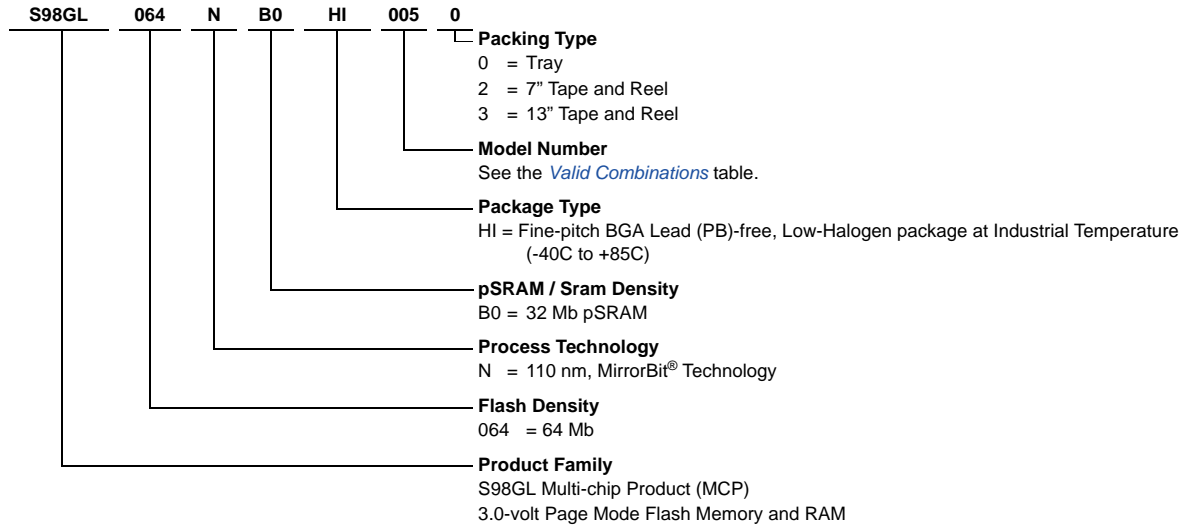 S98GL 064 N B0 HI 005 0
Packing Type
0 = Tray
2 = 7” Tape and Reel
3 = 13” Tape and Reel
Model Number
See the Valid Combinations table.
Package Type
HI = Fine-pitch BGA Lead (PB)-free, Low-Halogen package at Industrial Temperature
(-40C to +85C)
pSRAM / Sram Density
B0 = 32 Mb pSRAM
Process Technology
N = 110 nm, MirrorBit® Technology
Flash Density
064 = 64 Mb
Product Family
S98GL Multi-chip Product (MCP)
3.0-volt Page Mode Flash Memory and RAM